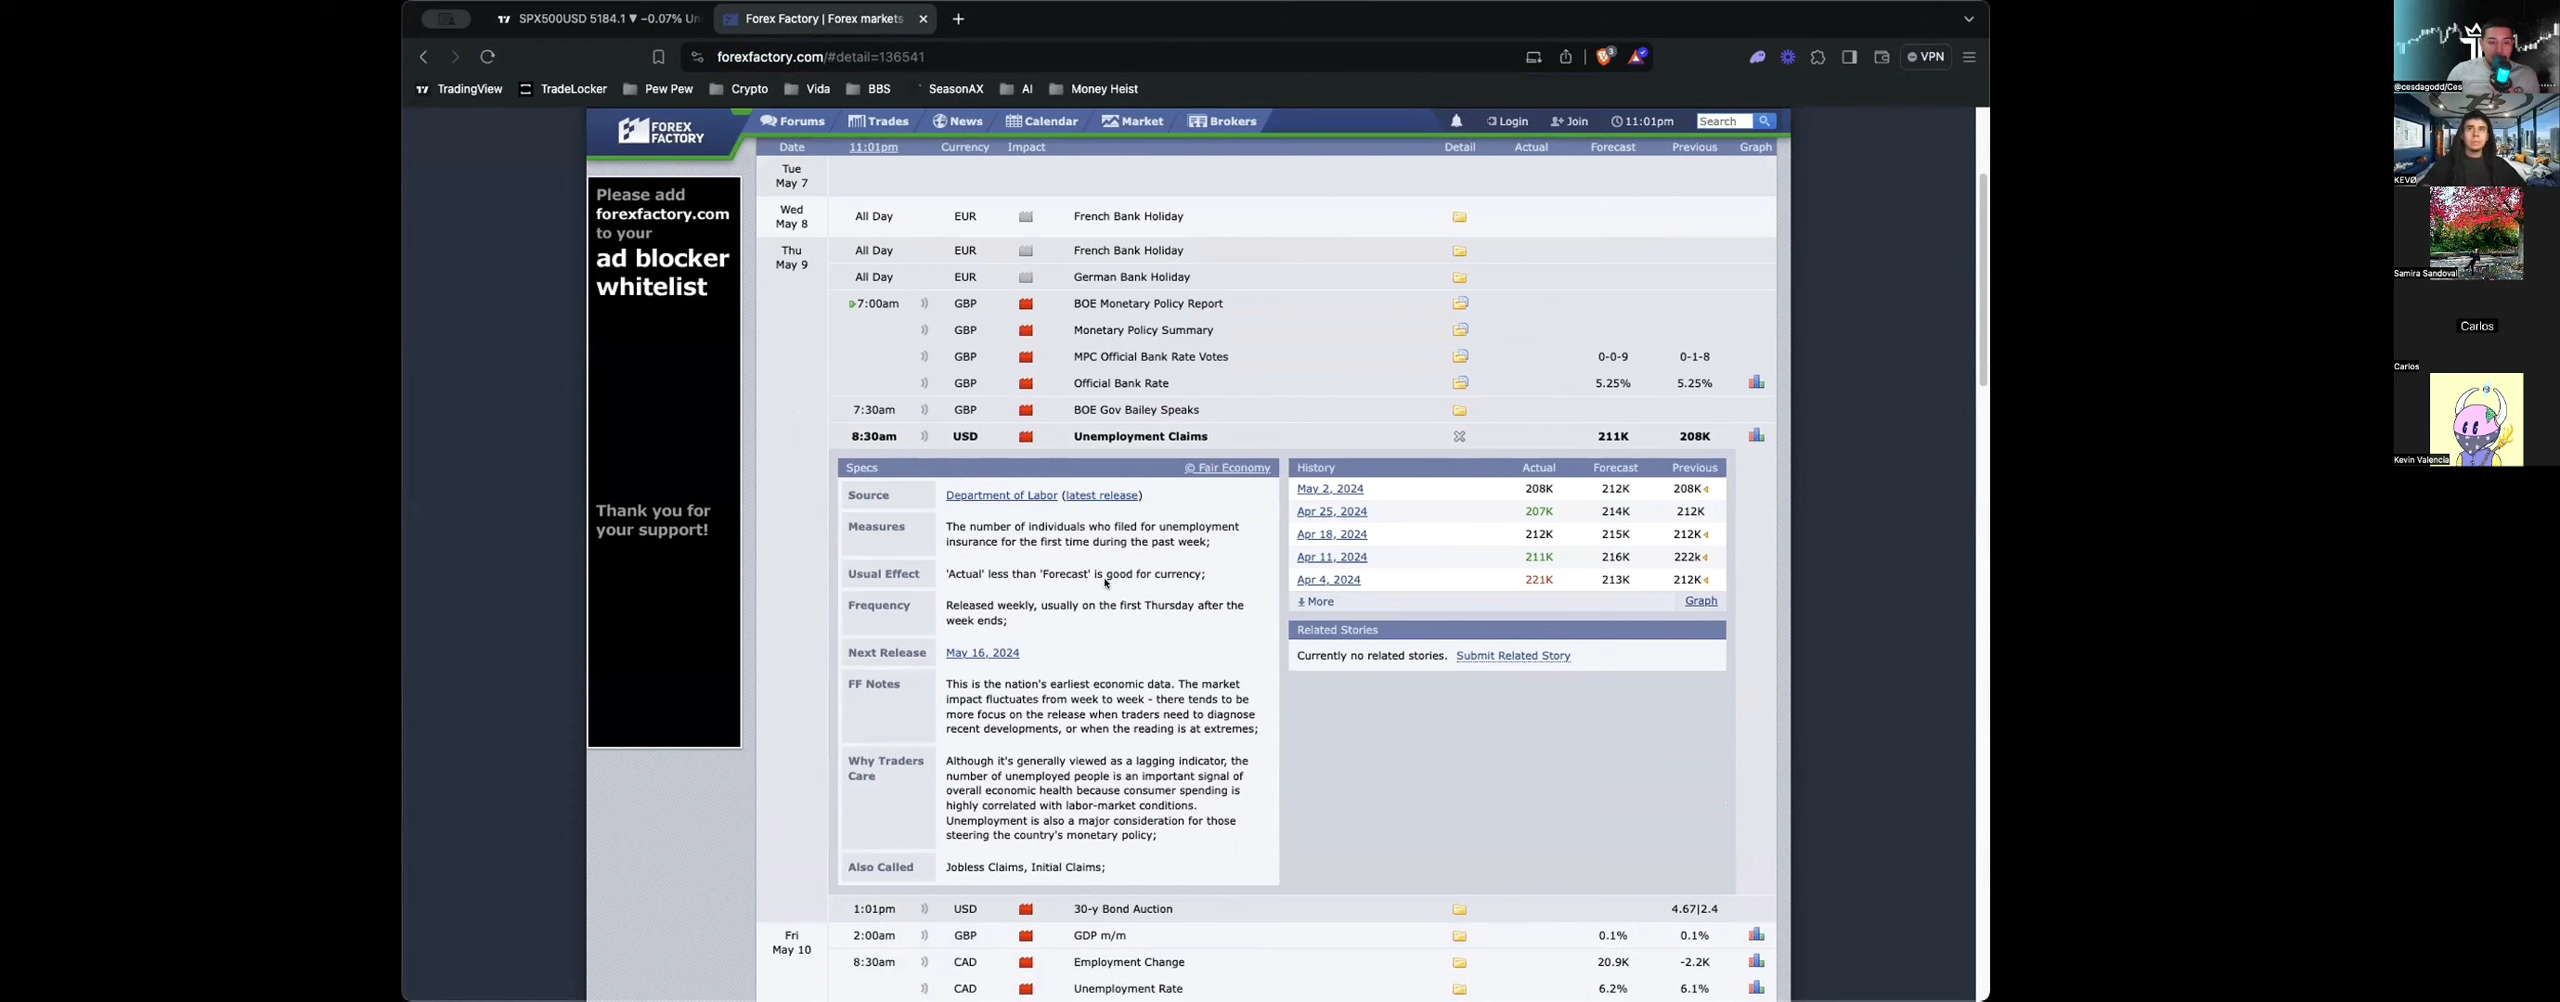 SPX500USD 5184.1 ▼ −0.07% Un
Forex Factory | Forex markets
forexfactory.com/#detail=136541
VPN
TradingView
TradeLocker
Pew Pew
Crypto
Vida
BBS
SeasonAX
AI
Money Heist
FOREX FACTORY
Forums
Trades
News
Calendar
Market
Brokers
Login
Join
11:01pm
Search
Date 11:01pm Currency Impact Detail Actual Forecast Previous Graph
Tue
May 7
Wed
May 8
All Day EUR French Bank Holiday
Thu
May 9
All Day EUR French Bank Holiday
All Day EUR German Bank Holiday
7:00am GBP BOE Monetary Policy Report
GBP Monetary Policy Summary
GBP MPC Official Bank Rate Votes 0-0-9 0-1-8
GBP Official Bank Rate 5.25% 5.25%
7:30am GBP BOE Gov Bailey Speaks
8:30am USD Unemployment Claims 211K 208K
Specs © Fair Economy
Source Department of Labor (latest release)
Measures The number of individuals who filed for unemployment
insurance for the first time during the past week;
Usual Effect 'Actual' less than 'Forecast' is good for currency;
Frequency Released weekly, usually on the first Thursday after the
week ends;
Next Release May 16, 2024
FF Notes This is the nation's earliest economic data. The market
impact fluctuates from week to week - there tends to be
more focus on the release when traders need to diagnose
recent developments, or when the reading is at extremes;
Why Traders
Care
Although it's generally viewed as a lagging indicator, the
number of unemployed people is an important signal of
overall economic health because consumer spending is
highly correlated with labor-market conditions.
Unemployment is also a major consideration for those
steering the country's monetary policy;
Also Called Jobless Claims, Initial Claims;
History Actual Forecast Previous
May 2, 2024 208K 212K 208K
Apr 25, 2024 207K 214K 212K
Apr 18, 2024 212K 215K 212K
Apr 11, 2024 211K 216K 222k
Apr 4, 2024 221K 213K 212K
More Graph
Related Stories
Currently no related stories. Submit Related Story
1:01pm USD 30-y Bond Auction 4.67|2.4
Fri
May 10
2:00am GBP GDP m/m 0.1% 0.1%
8:30am CAD Employment Change 20.9K -2.2K
CAD Unemployment Rate 6.2% 6.1%
Please add
forexfactory.com
to your
ad blocker
whitelist
Thank you for
your support!
@cesdagodd/Ces
KEVØ
Samira Sandoval
Carlos
Carlos
Kevin Valencia